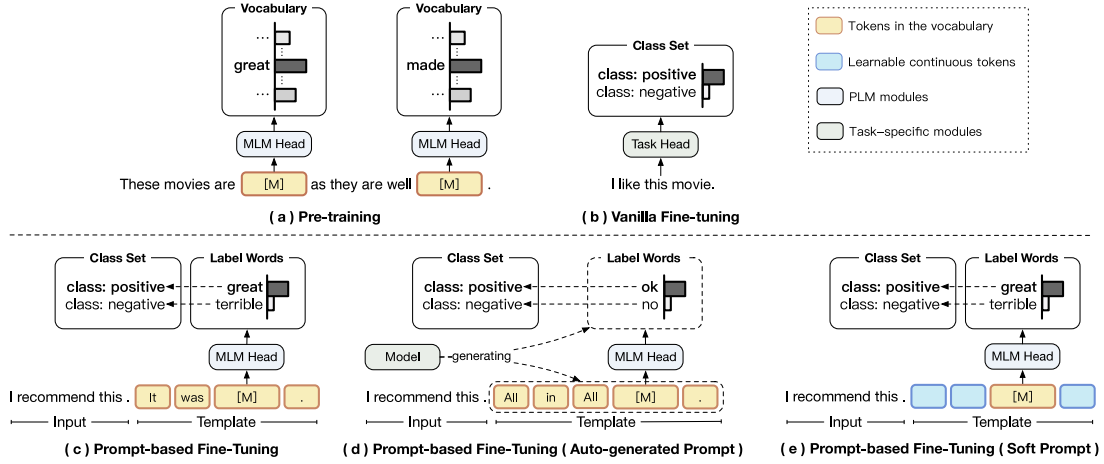 Vocabulary
...
great
...
MLM Head
Vocabulary
...
made
...
MLM Head
These movies are [M] as they are well [M] .
( a ) Pre-training
Class Set
class: positive
class: negative
Task Head
I like this movie.
( b ) Vanilla Fine-tuning
Tokens in the vocabulary
Learnable continuous tokens
PLM modules
Task-specific modules
Class Set
class: positive
class: negative
Label Words
great
terrible
MLM Head
I recommend this . It was [M] .
Input Template
( c ) Prompt-based Fine-Tuning
Class Set
class: positive
class: negative
Label Words
ok
no
Model generating MLM Head
I recommend this . All in All [M] .
Input Template
( d ) Prompt-based Fine-Tuning ( Auto-generated Prompt )
Class Set
class: positive
class: negative
Label Words
great
terrible
MLM Head
I recommend this . [M]
Input Template
( e ) Prompt-based Fine-Tuning ( Soft Prompt )